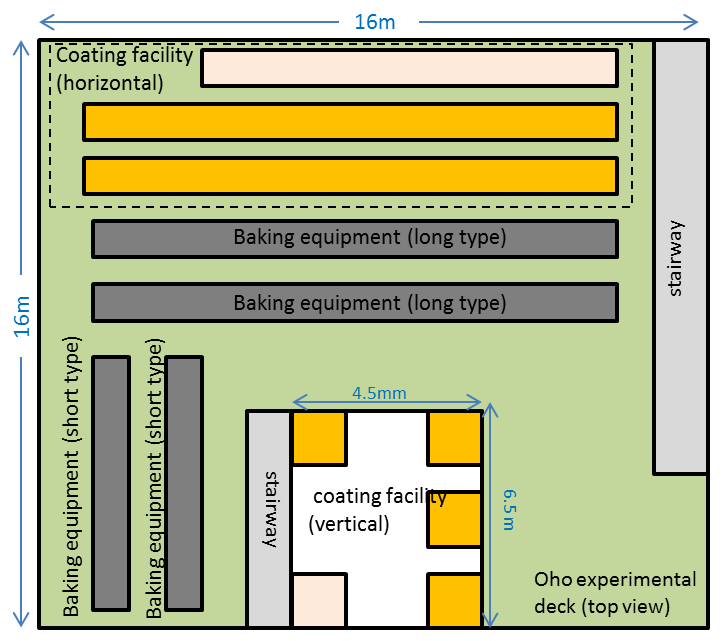 16m
Coating facility
(horizontal)
stairway
Baking equipment (long type)
Baking equipment (long type)
16m
Baking equipment (short type)
Baking equipment (short type)
4.5mm
stairway
coating facility
(vertical)
6.5m
Oho experimental
deck (top view)